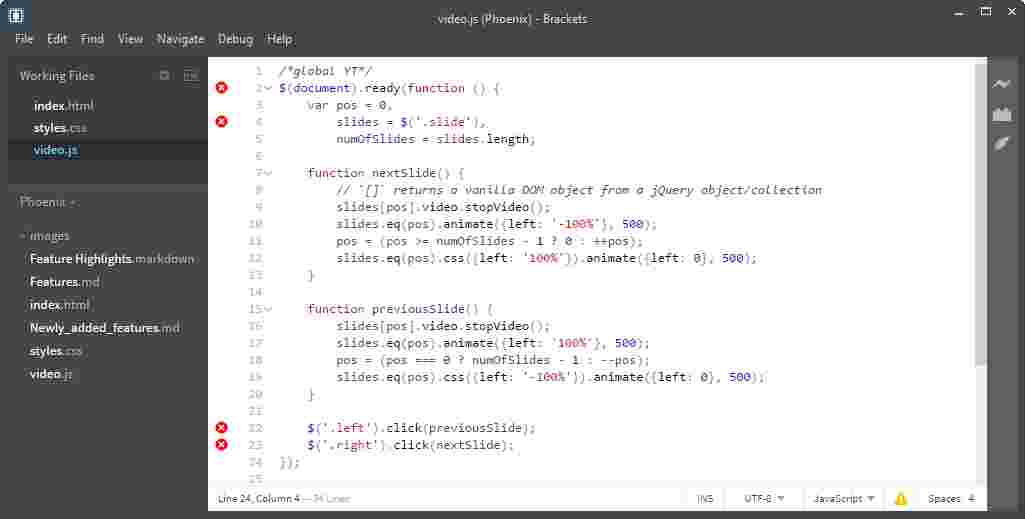 video.js (Phoenix) - Brackets
File Edit Find View Navigate Debug Help
Working Files
index.html
styles.css
video.js
Phoenix
images
Feature Highlights.markdown
Features.md
index.html
Newly_added_features.md
styles.css
video.js
1 /*global YT*/
2 $(document).ready(function () {
3 var pos = 0,
4 slides = $('.slide'),
5 numOfSlides = slides.length;
6
7 function nextSlide() {
8 // `[]` returns a vanilla DOM object from a jQuery object/collection
9 slides[pos].video.stopVideo();
10 slides.eq(pos).animate({left: '-100%'}, 500);
11 pos = (pos >= numOfSlides - 1 ? 0 : ++pos);
12 slides.eq(pos).css({left: '100%'}).animate({left: 0}, 500);
13 }
14
15 function previousSlide() {
16 slides[pos].video.stopVideo();
17 slides.eq(pos).animate({left: '100%'}, 500);
18 pos = (pos === 0 ? numOfSlides - 1 : --pos);
19 slides.eq(pos).css({left: '-100%'}).animate({left: 0}, 500);
20 }
21
22 $('.left').click(previousSlide);
23 $('.right').click(nextSlide);
24 });
25
Line 24, Column 4 — 24 Lines INS UTF-8 JavaScript Spaces: 4